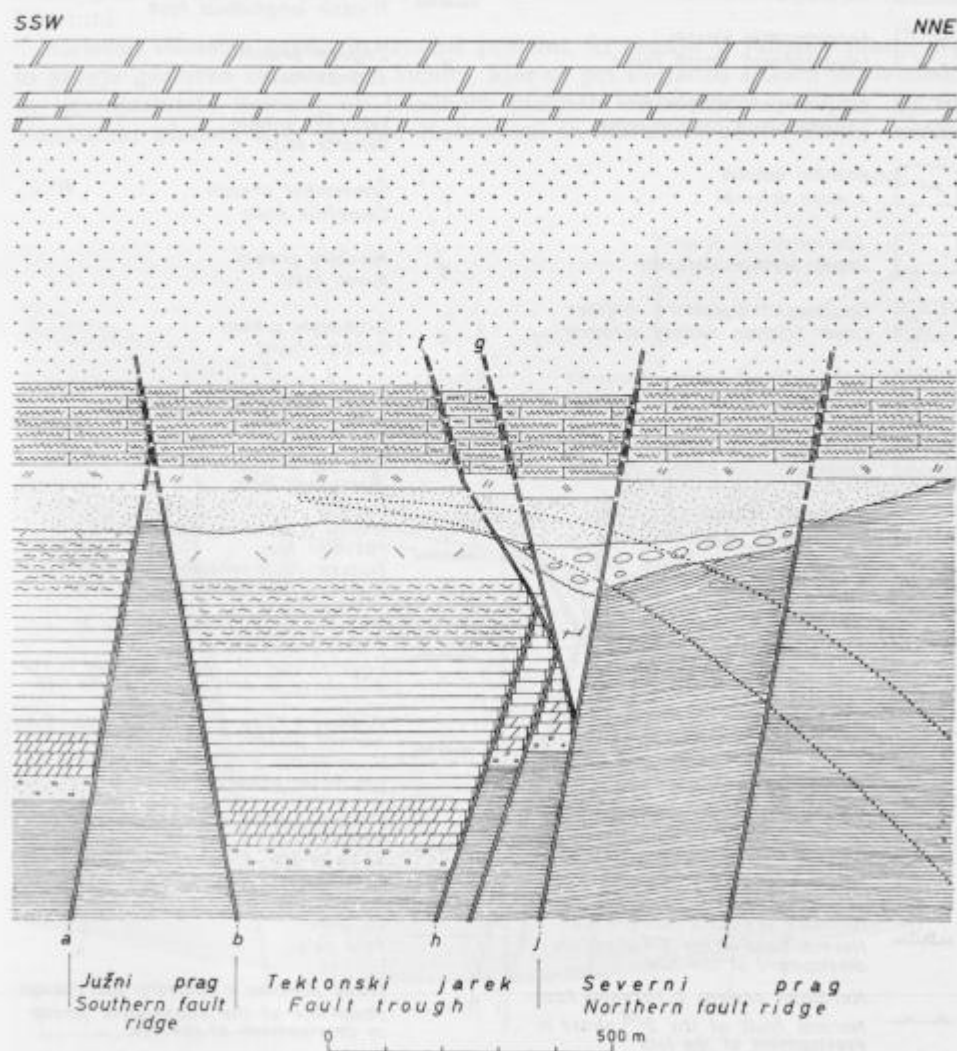 SSW NNE
f g
a b h j l
Južni prag
Southern fault
ridge
Tektonski jarek
Fault trough
Severni prag
Northern fault ridge
0 500 m